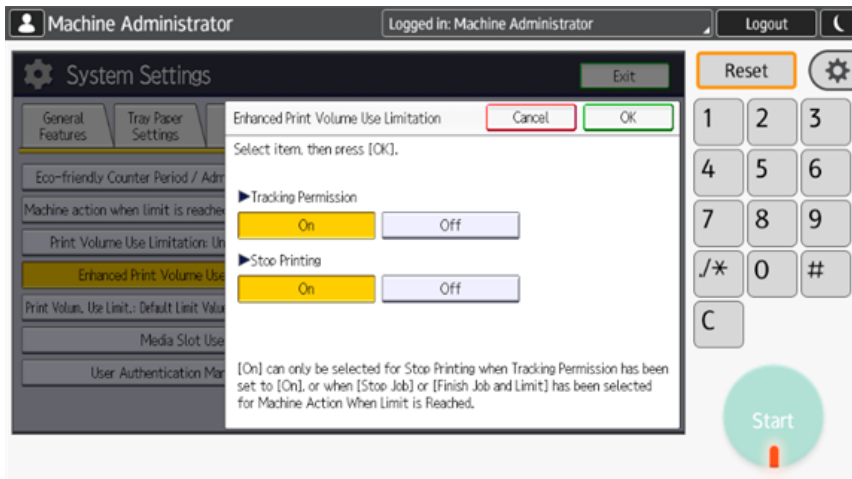 Machine Administrator
Logged in: Machine Administrator
Logout
System Settings
Exit
Reset
General
Features
Tray Paper
Settings
Enhanced Print Volume Use Limitation
Cancel
OK
Select item, then press [OK].
Eco-friendly Counter Period / Adm
Machine action when limit is reached
Print Volume Use Limitation: Un
Enhanced Print Volume Use
Print Volum. Use Limit.: Default Limit Valu
Media Slot Use
User Authentication Man
▶Tracking Permission
On
Off
▶Stop Printing
On
Off
[On] can only be selected for Stop Printing when Tracking Permission has been
set to [On], or when [Stop Job] or [Finish Job and Limit] has been selected
for Machine Action When Limit is Reached.
1 2 3
4 5 6
7 8 9
./* 0 #
C
Start